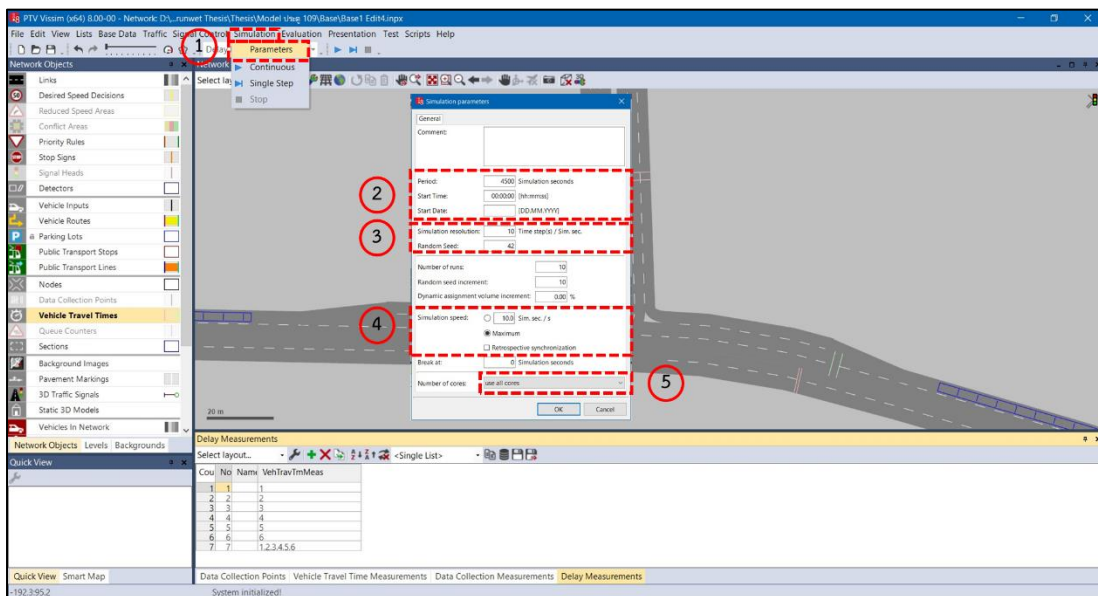 PTV Vissim (x64) 8.00-00 - Network: D:\...runwet Thesis\Thesis\Model ประตู 109\Base\Base1 Edit4.inpx
File Edit View Lists Base Data Traffic Signal Control Simulation Evaluation Presentation Test Scripts Help
1
Parameters
Continuous
Single Step
Stop
Network Objects
Links
Desired Speed Decisions
Reduced Speed Areas
Conflict Areas
Priority Rules
Stop Signs
Signal Heads
Detectors
Vehicle Inputs
Vehicle Routes
Parking Lots
Public Transport Stops
Public Transport Lines
Nodes
Data Collection Points
Vehicle Travel Times
Queue Counters
Sections
Background Images
Pavement Markings
3D Traffic Signals
Static 3D Models
Vehicles In Network
Network Objects Levels Backgrounds
Quick View
Quick View Smart Map
Simulation parameters
General
Comment:
2
Period: 4500 Simulation seconds
Start Time: 00:00:00 [hh:mm:ss]
Start Date: [DD.MM.YYYY]
3
Simulation resolution: 10 Time step(s) / Sim. sec.
Random Seed: 42
Number of runs: 10
Random seed increment: 10
Dynamic assignment volume increment: 0.00 %
4
Simulation speed: 10.0 Sim. sec. / s
Maximum
Retrospective synchronization
Break at: 0 Simulation seconds
Number of cores: use all cores
5
OK Cancel
20 m
Delay Measurements
Select layout... <Single List>
Cou No Name VehTravTmMeas
1 1 1
2 2 2
3 3 3
4 4 4
5 5 5
6 6 6
7 7 1,2,3,4,5,6
Data Collection Points Vehicle Travel Time Measurements Data Collection Measurements Delay Measurements
-192.3:95.2 System initialized!